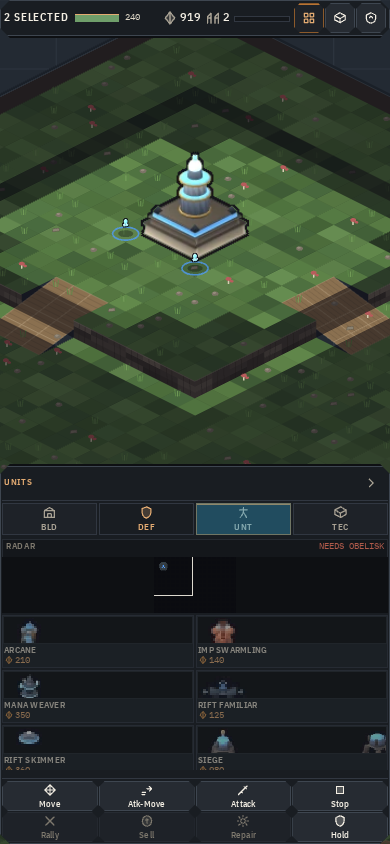 2 SELECTED 240 919 2
UNITS
BLD DEF UNT TEC
RADAR NEEDS OBELISK
ARCANE IMP SWARMLING
210 140
MANA WEAVER RIFT FAMILIAR
350 125
RIFT SKIMMER SIEGE
Move Atk-Move Attack Stop
Rally Sell Repair Hold